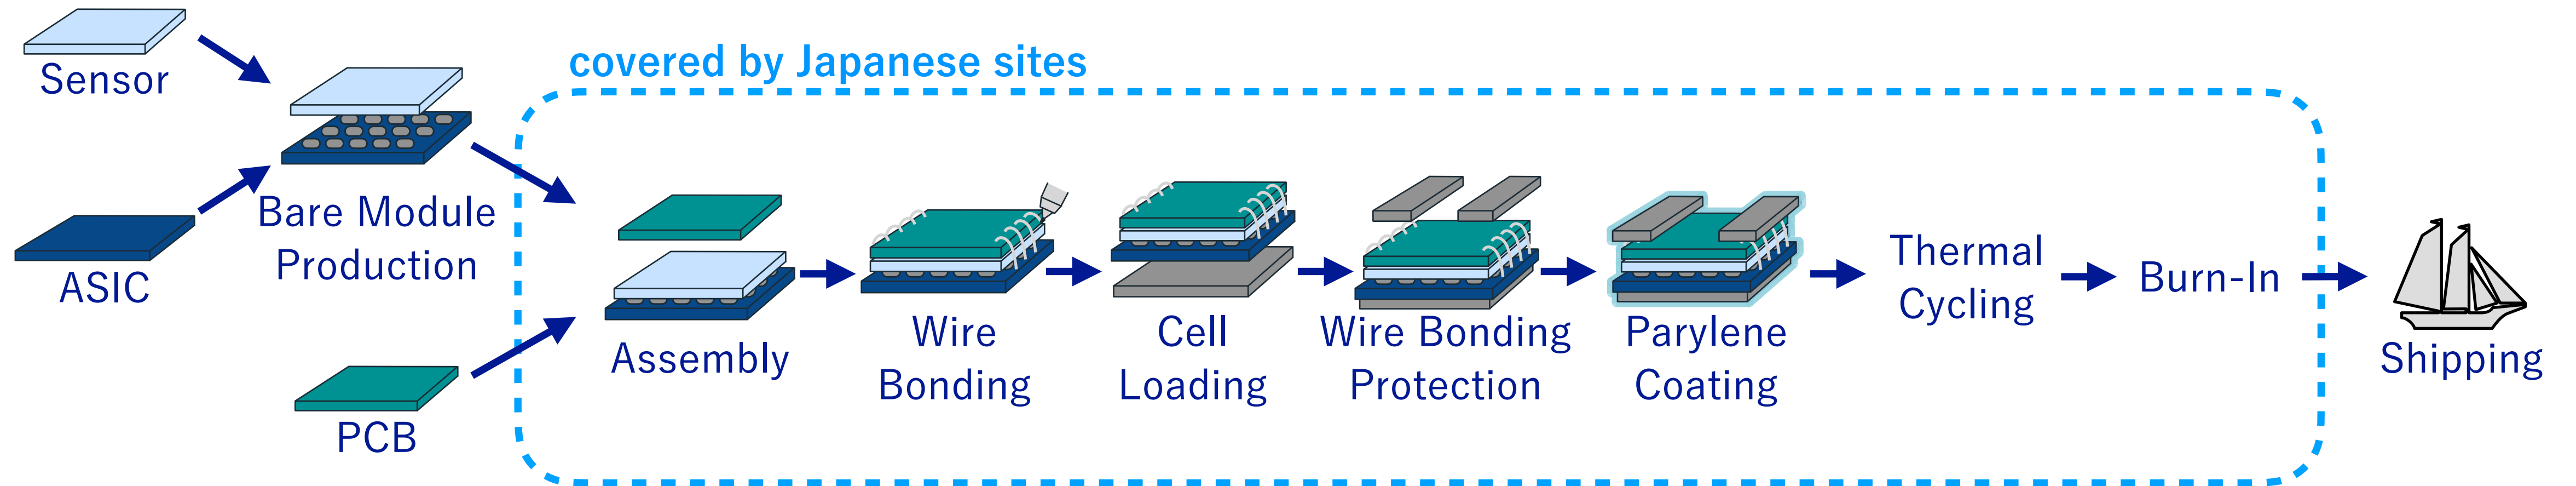 Sensor
ASIC
Bare Module
Production
PCB
covered by Japanese sites
Assembly
Wire
Bonding
Cell
Loading
Wire Bonding
Protection
Parylene
Coating
Thermal
Cycling
Burn-In
Shipping